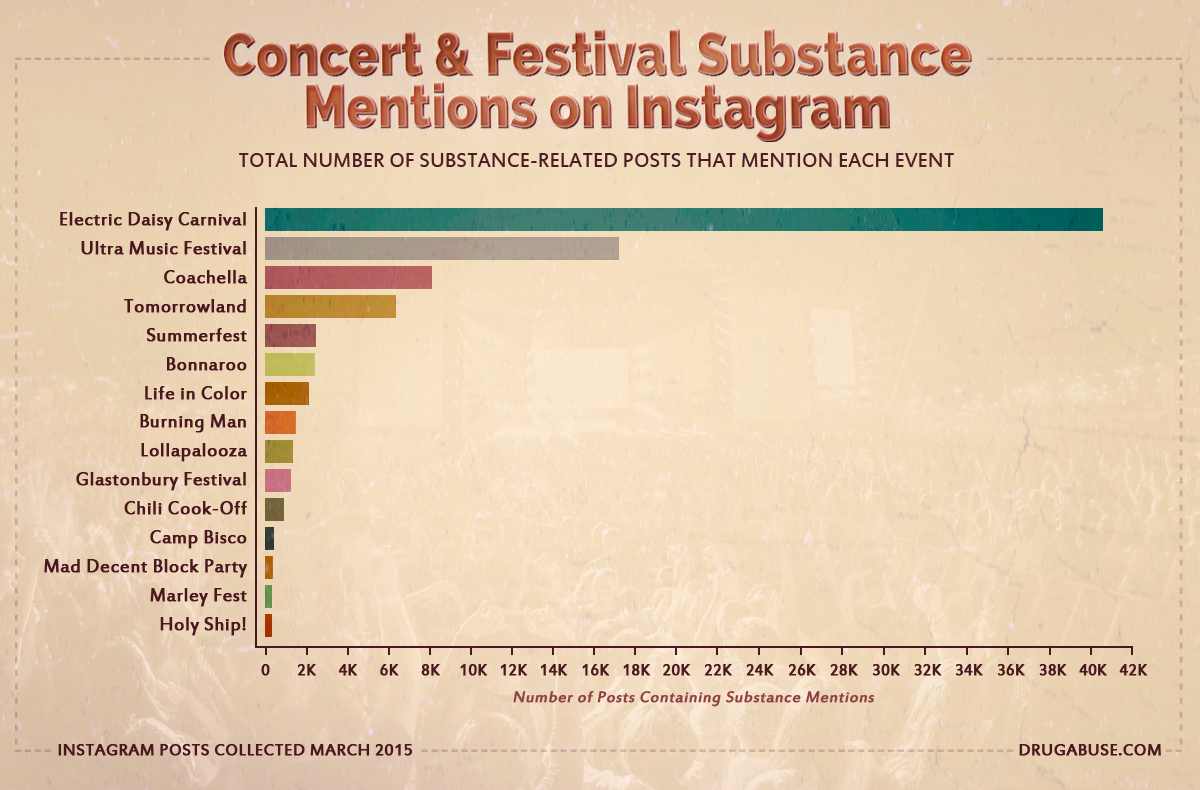 Concert & Festival Substance
Mentions on Instagram
TOTAL NUMBER OF SUBSTANCE-RELATED POSTS THAT MENTION EACH EVENT
Electric Daisy Carnival
Ultra Music Festival
Coachella
Tomorrowland
Summerfest
Bonnaroo
Life in Color
Burning Man
Lollapalooza
Glastonbury Festival
Chili Cook-Off
Camp Bisco
Mad Decent Block Party
Marley Fest
Holy Ship!
0 2K 4K 6K 8K 10K 12K 14K 16K 18K 20K 22K 24K 26K 28K 30K 32K 34K 36K 38K 40K 42K
Number of Posts Containing Substance Mentions
INSTAGRAM POSTS COLLECTED MARCH 2015
DRUGABUSE.COM